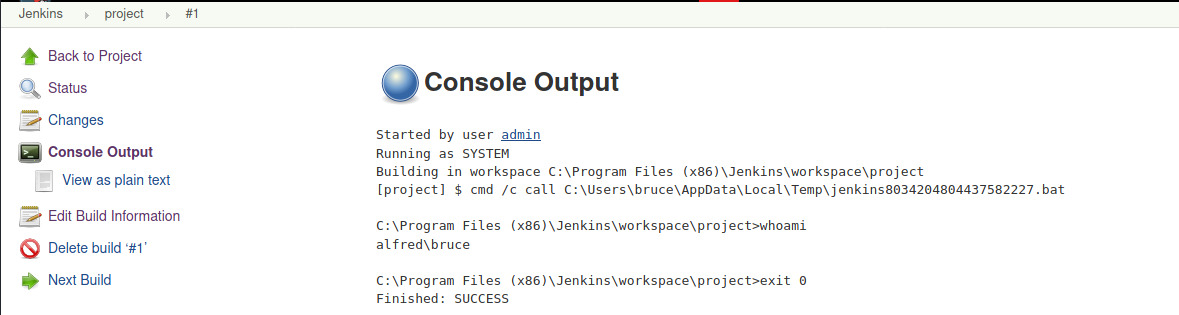 Jenkins project #1
Back to Project
Status
Changes
Console Output
View as plain text
Edit Build Information
Delete build ‘#1’
Next Build
Console Output
Started by user admin
Running as SYSTEM
Building in workspace C:\Program Files (x86)\Jenkins\workspace\project
[project] $ cmd /c call C:\Users\bruce\AppData\Local\Temp\jenkins8034204804437582227.bat
C:\Program Files (x86)\Jenkins\workspace\project>whoami
alfred\bruce
C:\Program Files (x86)\Jenkins\workspace\project>exit 0
Finished: SUCCESS